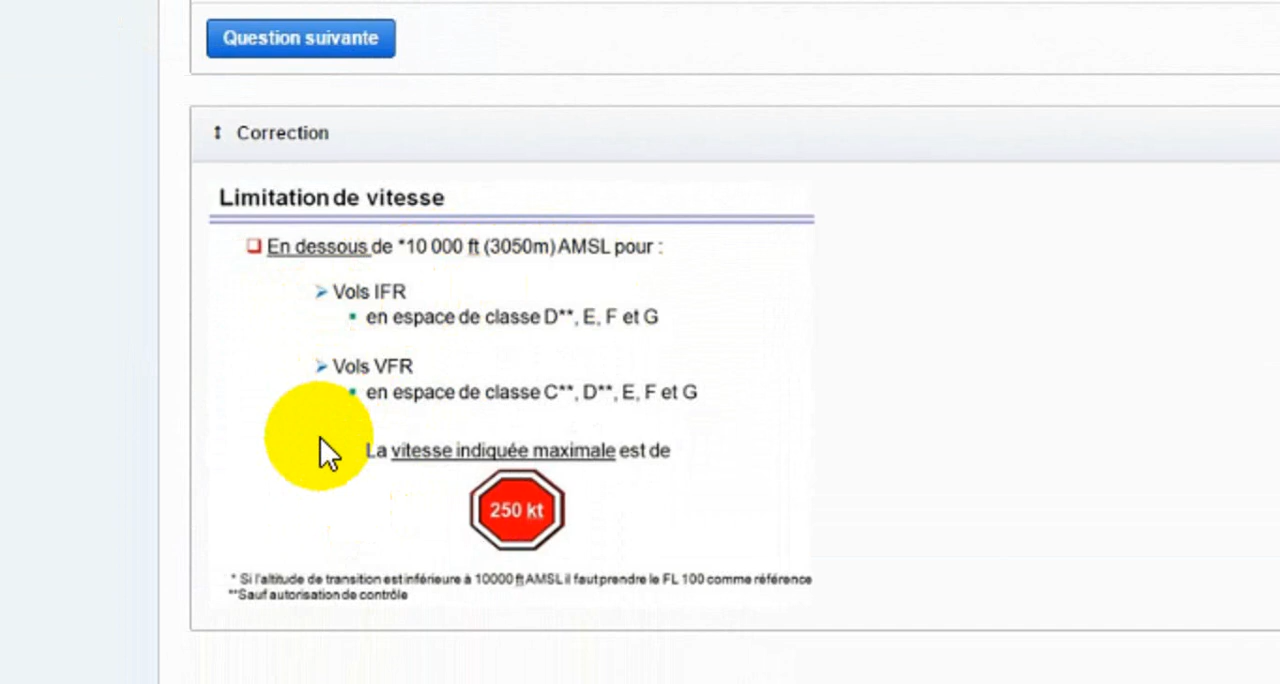 Question suivante
Correction
Limitation de vitesse
En dessous de *10 000 ft (3050m) AMSL pour :
Vols IFR
en espace de classe D**, E, F et G
Vols VFR
en espace de classe C**, D**, E, F et G
La vitesse indiquée maximale est de
250 kt
* Si l'altitude de transition est inférieure à 10000 ft AMSL il faut prendre le FL 100 comme référence
**Sauf autorisation de contrôle